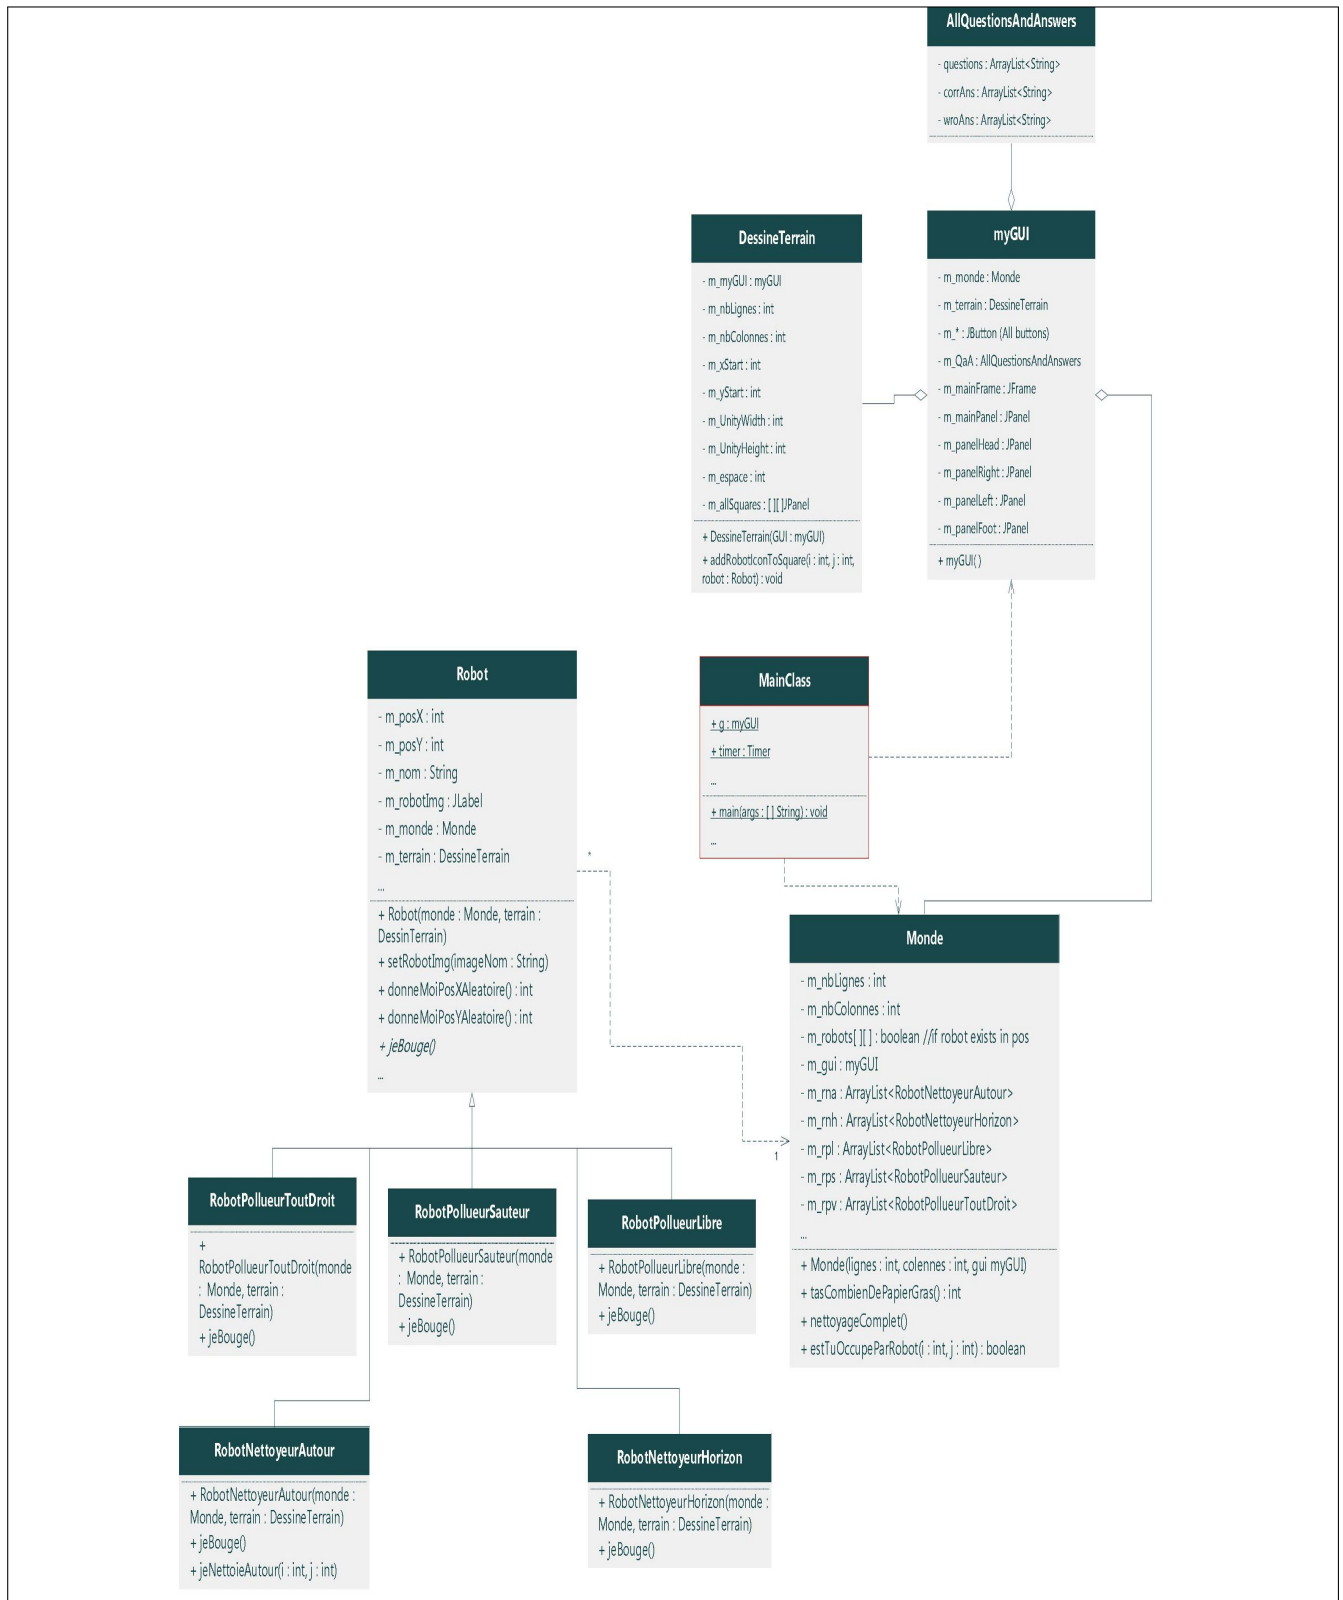 AllQuestionsAndAnswers
- questions : ArrayList<String>
- corrAns : ArrayList<String>
- wroAns : ArrayList<String>
DessineTerrain
- m_myGUI : myGUI
- m_nbLignes : int
- m_nbColonnes : int
- m_xStart : int
- m_yStart : int
- m_UnityWidth : int
- m_UnityHeight : int
- m_espace : int
- m_allSquares : [ ][ ]JPanel
+ DessineTerrain(GUI : myGUI)
+ addRobotIconToSquare(i : int, j : int,
robot : Robot) : void
myGUI
- m_monde : Monde
- m_terrain : DessineTerrain
- m_* : JButton (All buttons)
- m_QaA : AllQuestionsAndAnswers
- m_mainFrame : JFrame
- m_mainPanel : JPanel
- m_panelHead : JPanel
- m_panelRight : JPanel
- m_panelLeft : JPanel
- m_panelFoot : JPanel
+ myGUI( )
Robot
- m_posX : int
- m_posY : int
- m_nom : String
- m_robotImg : JLabel
- m_monde : Monde
- m_terrain : DessineTerrain
...
+ Robot(monde : Monde, terrain :
DessinTerrain)
+ setRobotImg(imageNom : String)
+ donneMoiPosXAleatoire() : int
+ donneMoiPosYAleatoire() : int
+ jeBouge()
...
MainClass
+ g : myGUI
+ timer : Timer
...
+ main(args : [ ] String) : void
...
*
1
Monde
- m_nbLignes : int
- m_nbColonnes : int
- m_robots[ ][ ] : boolean //if robot exists in pos
- m_gui : myGUI
- m_rna : ArrayList<RobotNettoyeurAutour>
- m_rnh : ArrayList<RobotNettoyeurHorizon>
- m_rpl : ArrayList<RobotPollueurLibre>
- m_rps : ArrayList<RobotPollueurSauteur>
- m_rpv : ArrayList<RobotPollueurToutDroit>
...
+ Monde(lignes : int, colennes : int, gui myGUI)
+ tasCombienDePapierGras() : int
+ nettoyageComplet()
+ estTuOccupeParRobot(i : int, j : int) : boolean
RobotPollueurToutDroit
+
RobotPollueurToutDroit(monde
: Monde, terrain :
DessineTerrain)
+ jeBouge()
RobotPollueurSauteur
+ RobotPollueurSauteur(monde
: Monde, terrain :
DessineTerrain)
+ jeBouge()
RobotPollueurLibre
+ RobotPollueurLibre(monde :
Monde, terrain : DessineTerrain)
+ jeBouge()
RobotNettoyeurAutour
+ RobotNettoyeurAutour(monde :
Monde, terrain : DessineTerrain)
+ jeBouge()
+ jeNettoieAutour(i : int, j : int)
RobotNettoyeurHorizon
+ RobotNettoyeurHorizon(monde :
Monde, terrain : DessineTerrain)
+ jeBouge()